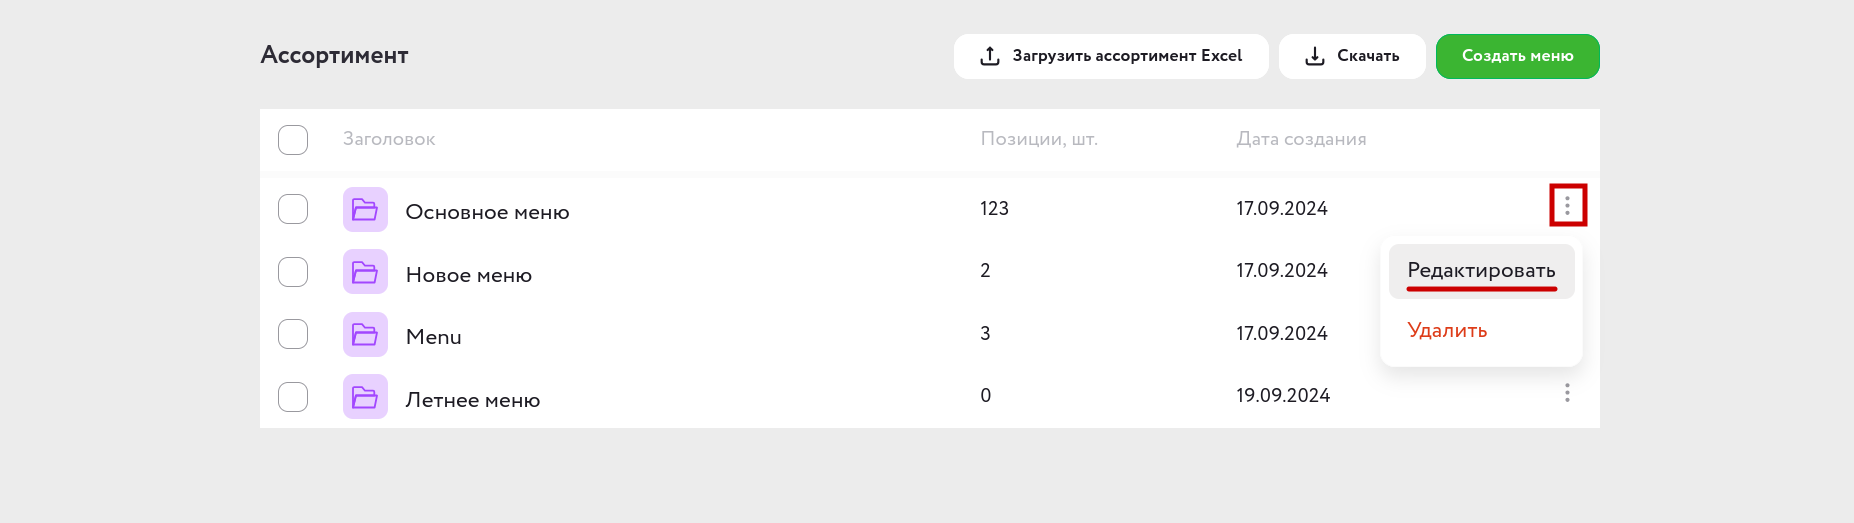 Ассортимент
Загрузить ассортимент Excel
Скачать
Создать меню
Заголовок Позиции, шт. Дата создания
Основное меню 123 17.09.2024
Новое меню 2 17.09.2024
Редактировать
Menu 3 17.09.2024
Удалить
Летнее меню 0 19.09.2024